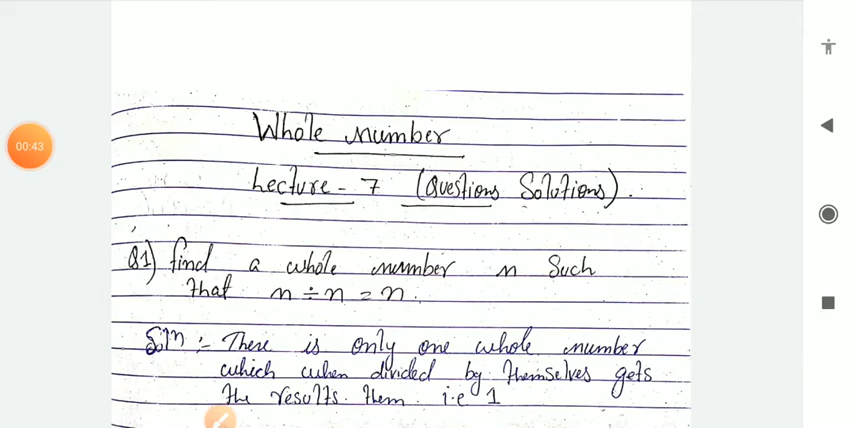 00:43
Whole number
Lecture - 7 (Questions Solutions).
Q1) find a whole number n such
that n ÷ n = n.
Soln :- There is only one whole number
which when divided by themselves gets
the results them. i.e 1